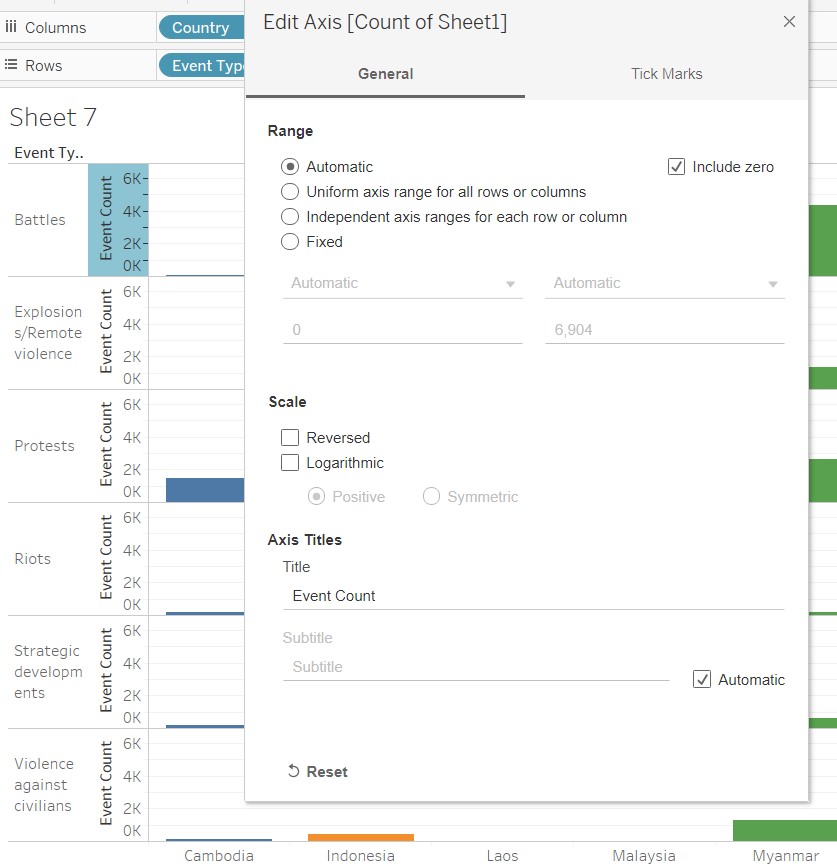 Columns
Country
Rows
Event Typ
Sheet 7
Event Ty..
Battles
Event Count
6K
4K
2K
0K
Explosion
s/Remote
violence
Event Count
6K
4K
2K
0K
Protests
Event Count
6K
4K
2K
0K
Riots
Event Count
6K
4K
2K
0K
Strategic
developm
ents
Event Count
6K
4K
2K
0K
Violence
against
civilians
Event Count
6K
4K
2K
0K
Cambodia
Indonesia
Laos
Malaysia
Myanmar
Edit Axis [Count of Sheet1]
General
Tick Marks
Range
Automatic
Include zero
Uniform axis range for all rows or columns
Independent axis ranges for each row or column
Fixed
Automatic
Automatic
0
6,904
Scale
Reversed
Logarithmic
Positive
Symmetric
Axis Titles
Title
Event Count
Subtitle
Subtitle
Automatic
Reset